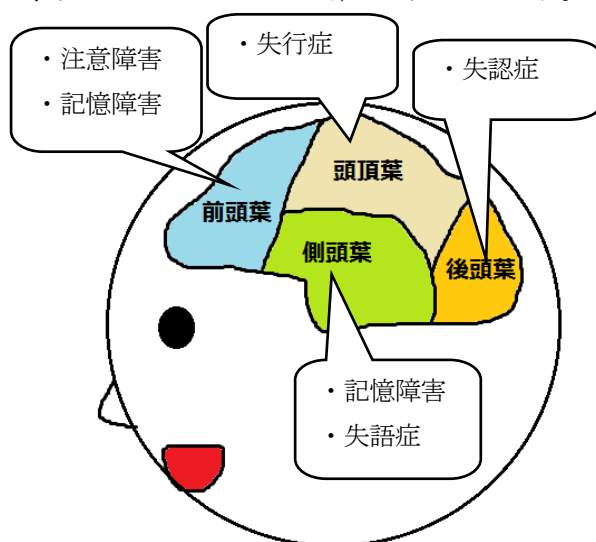 ・注意障害
・記憶障害
・失行症
・失認症
頭頂葉
前頭葉
側頭葉
後頭葉
・記憶障害
・失語症